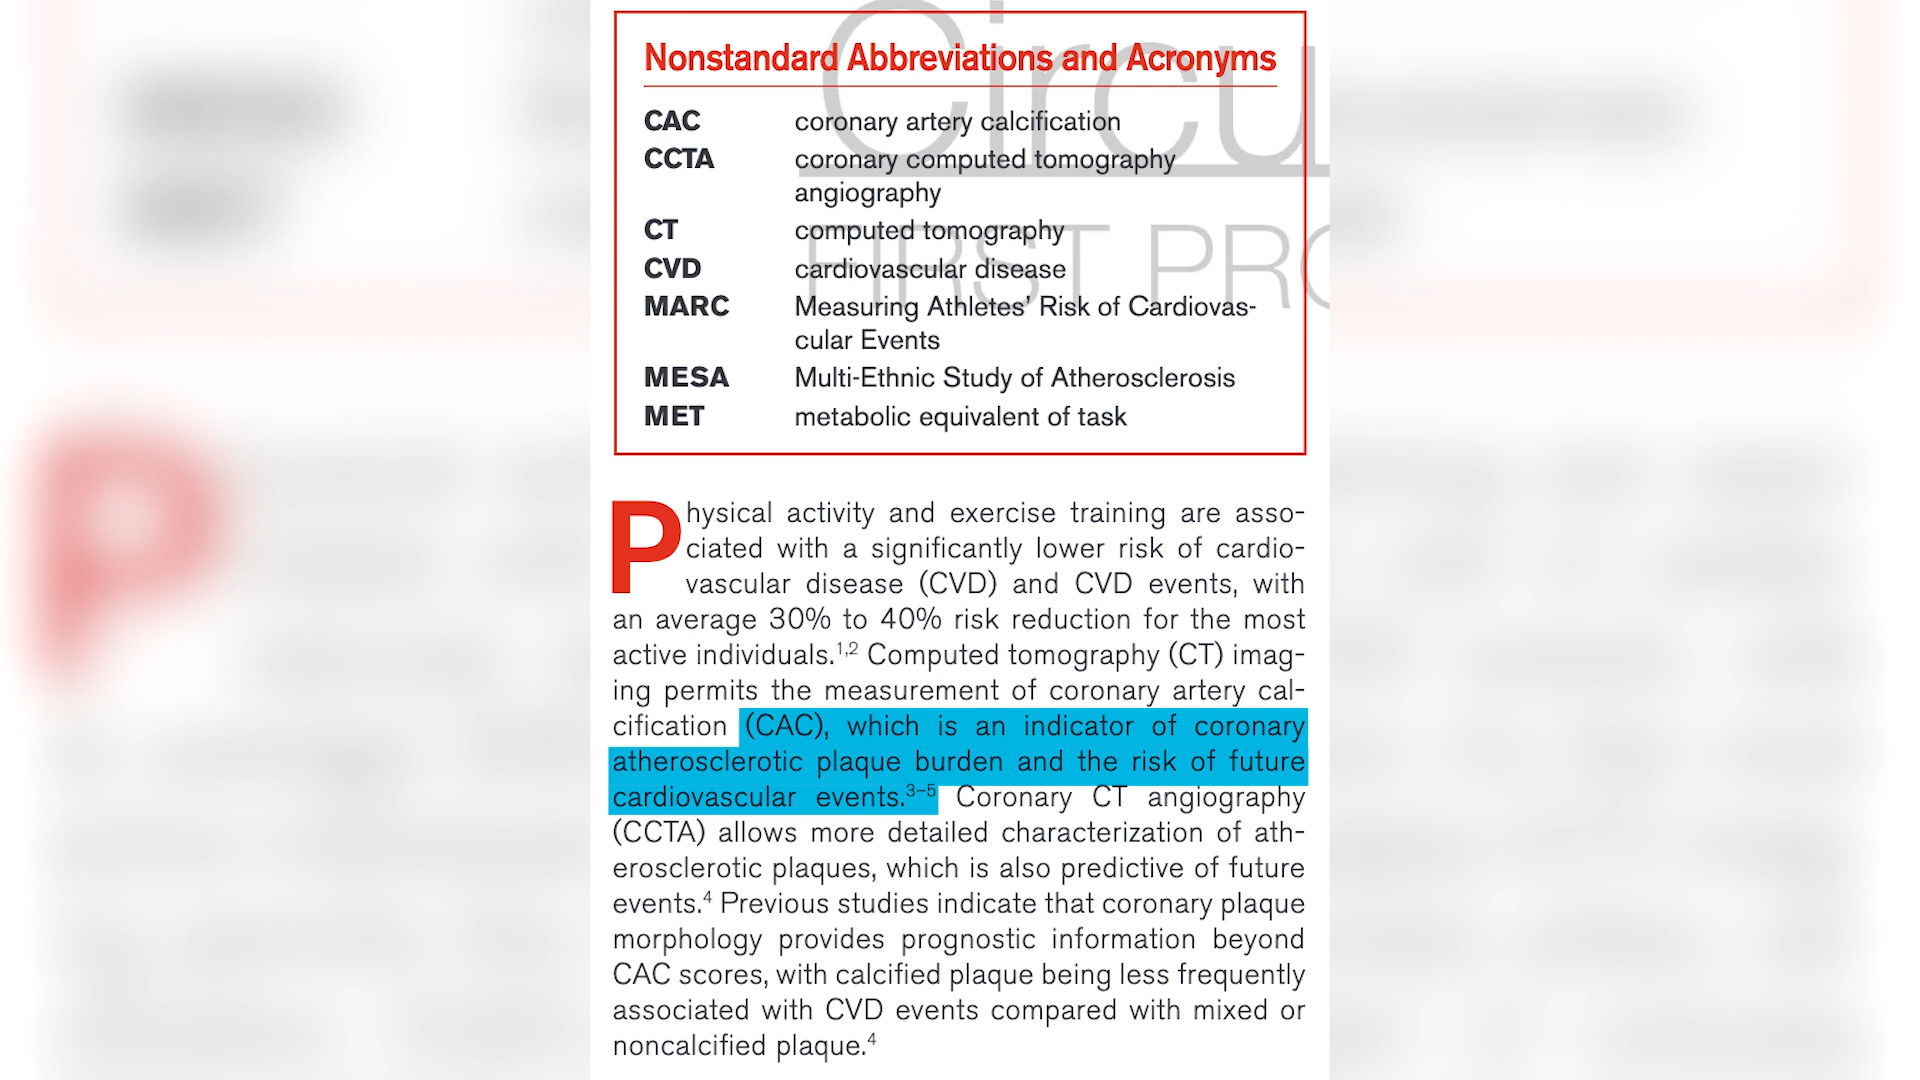 Circu
FIRST PRO
Nonstandard Abbreviations and Acronyms
CAC coronary artery calcification
CCTA coronary computed tomography
angiography
CT computed tomography
CVD cardiovascular disease
MARC Measuring Athletes' Risk of Cardiovas-
cular Events
MESA Multi-Ethnic Study of Atherosclerosis
MET metabolic equivalent of task
Physical activity and exercise training are asso-
ciated with a significantly lower risk of cardio-
vascular disease (CVD) and CVD events, with
an average 30% to 40% risk reduction for the most
active individuals.1,2 Computed tomography (CT) imag-
ing permits the measurement of coronary artery cal-
cification (CAC), which is an indicator of coronary
atherosclerotic plaque burden and the risk of future
cardiovascular events.3–5 Coronary CT angiography
(CCTA) allows more detailed characterization of ath-
erosclerotic plaques, which is also predictive of future
events.4 Previous studies indicate that coronary plaque
morphology provides prognostic information beyond
CAC scores, with calcified plaque being less frequently
associated with CVD events compared with mixed or
noncalcified plaque.4